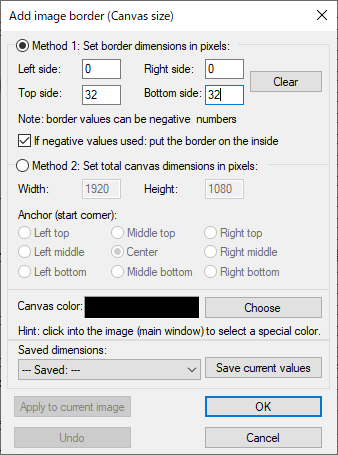 Add image border (Canvas size)
Method 1: Set border dimensions in pixels:
Left side: 0 Right side: 0
Clear
Top side: 32 Bottom side: 32
Note: border values can be negative numbers
If negative values used: put the border on the inside
Method 2: Set total canvas dimensions in pixels:
Width: 1920 Height: 1080
Anchor (start corner):
Left top Middle top Right top
Left middle Center Right middle
Left bottom Middle bottom Right bottom
Canvas color: Choose
Hint: click into the image (main window) to select a special color.
Saved dimensions:
--- Saved: --- Save current values
Apply to current image OK
Undo Cancel